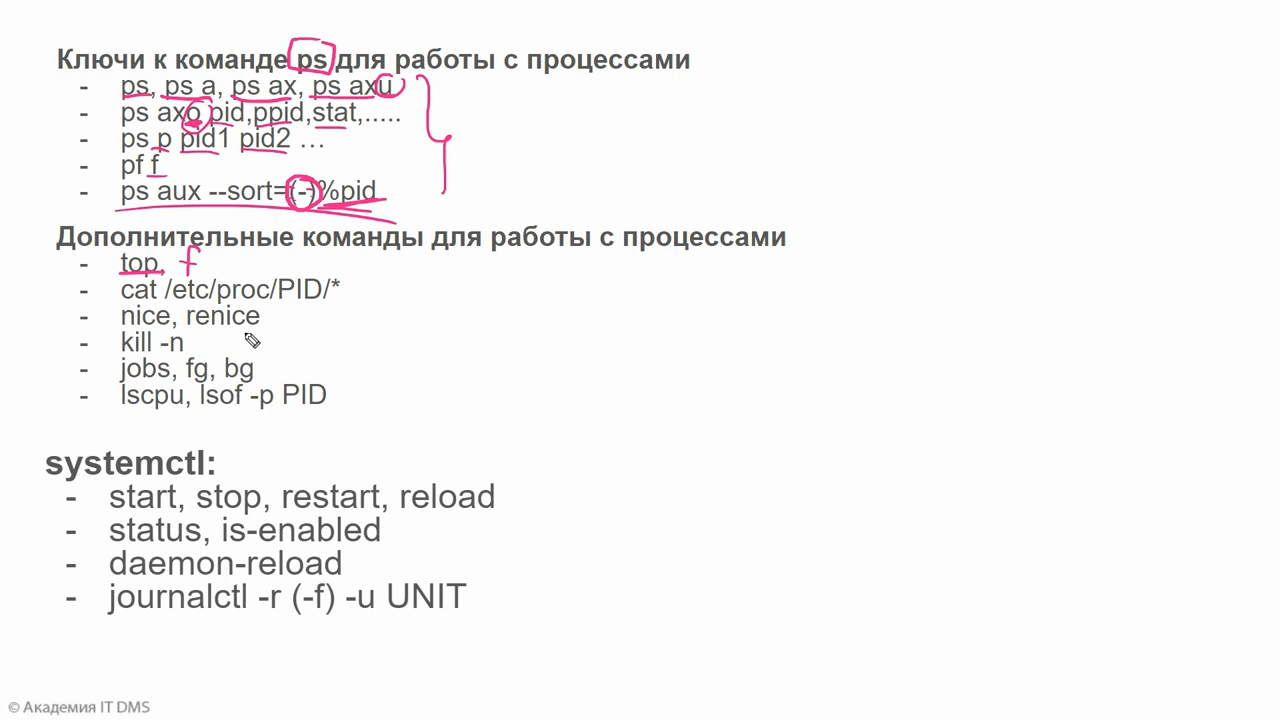 Ключи к команде ps для работы с процессами
- ps, ps a, ps ax, ps axu
- ps axo pid,ppid,stat,.....
- ps p pid1 pid2 ...
- pf f
- ps aux --sort=(-)%pid
Дополнительные команды для работы с процессами
- top, f
- cat /etc/proc/PID/*
- nice, renice
- kill -n
- jobs, fg, bg
- lscpu, lsof -p PID
systemctl:
- start, stop, restart, reload
- status, is-enabled
- daemon-reload
- journalctl -r (-f) -u UNIT
© Академия IT DMS